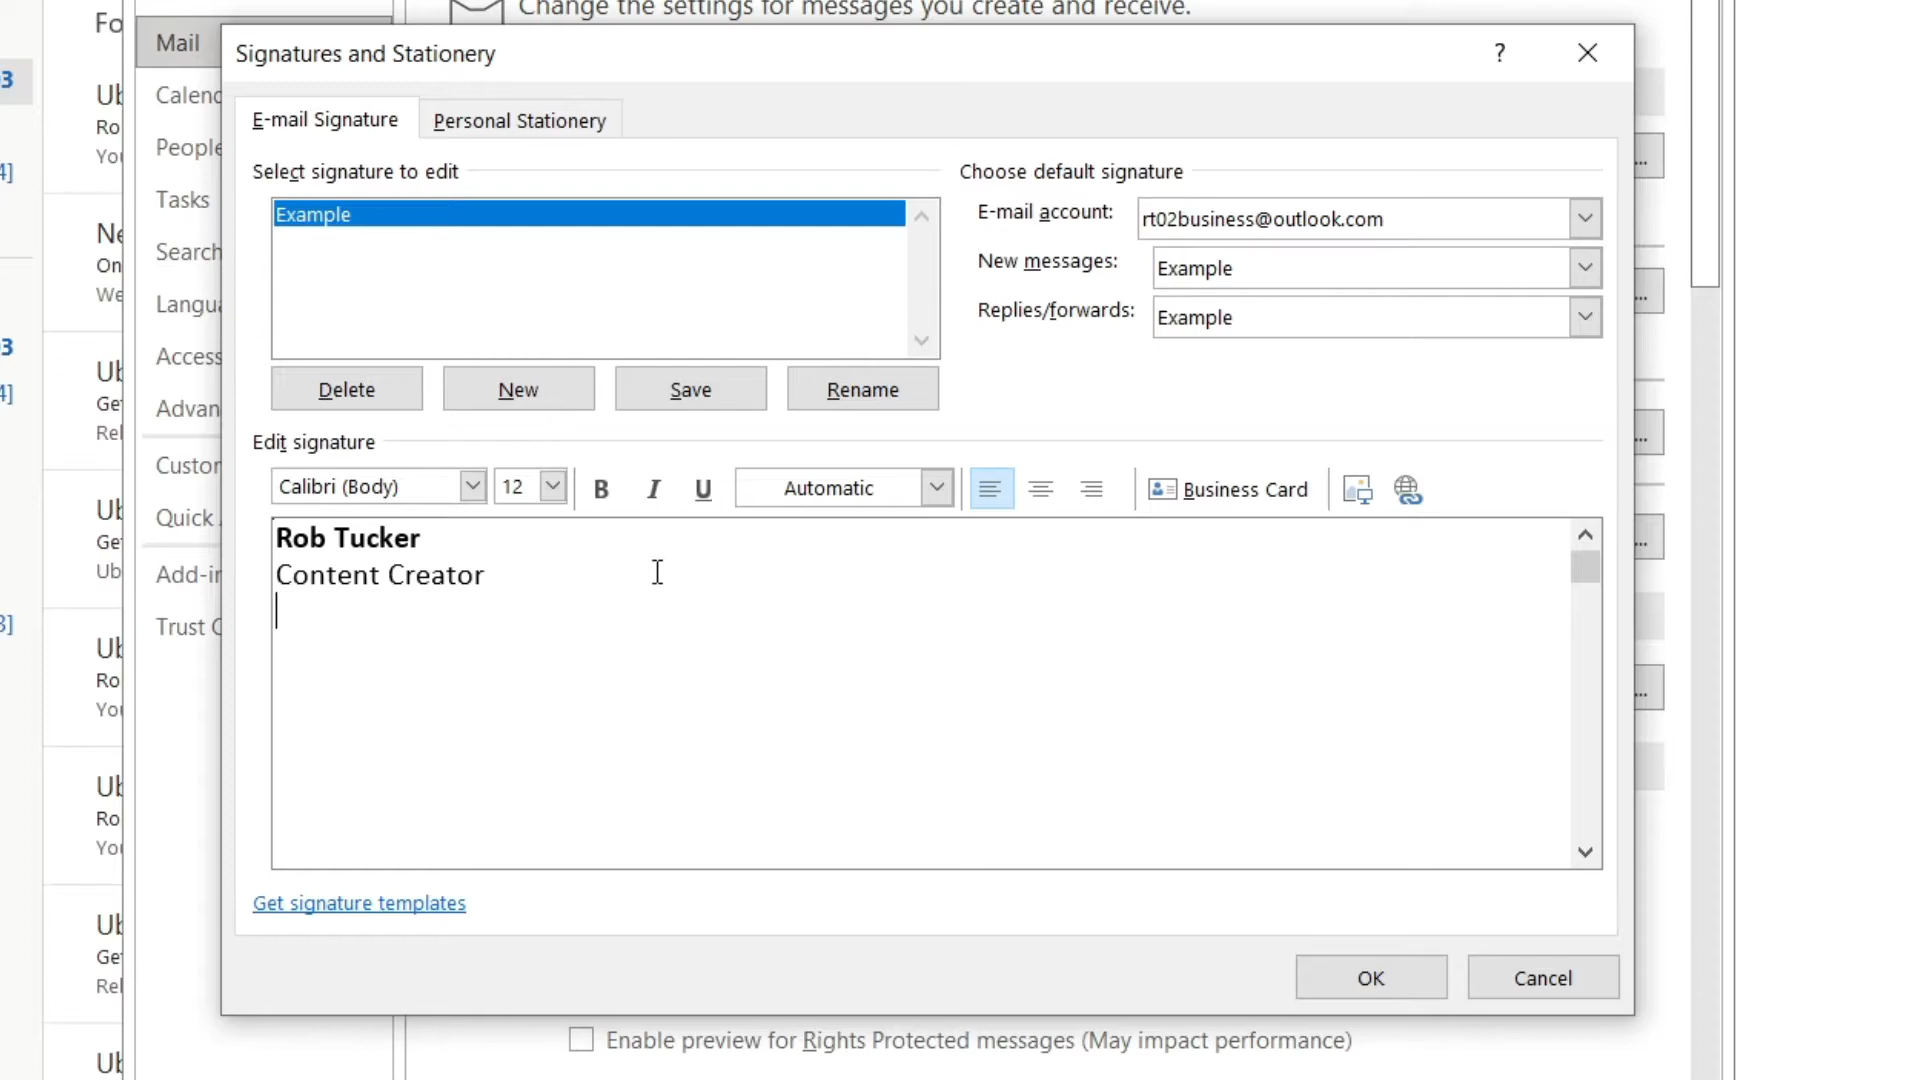 Change the settings for messages you create and receive.
Mail
Signatures and Stationery
?
E-mail Signature
Personal Stationery
People
Tasks
Search
Select signature to edit
Choose default signature
Example
E-mail account:
rt02business@outlook.com
New messages:
Example
Replies/forwards:
Example
Delete
New
Save
Rename
Edit signature
Calibri (Body)
12
B
I
U
Automatic
Business Card
Quick
Rob Tucker
Content Creator
Get signature templates
OK
Cancel
Enable preview for Rights Protected messages (May impact performance)